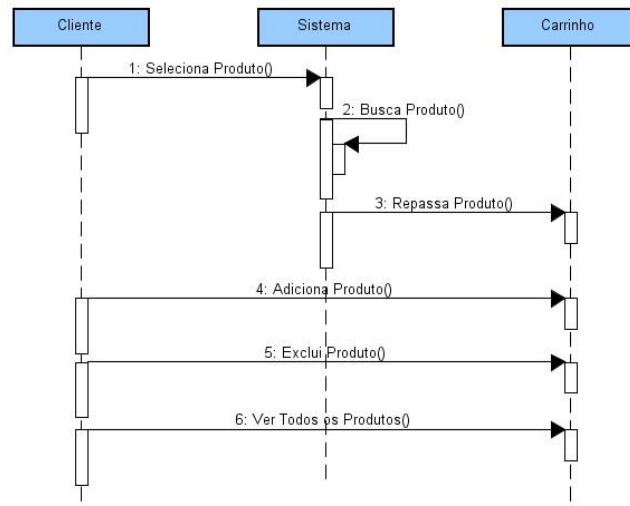 Cliente
Sistema
Carrinho
1: Seleciona Produto()
2: Busca Produto()
3: Repassa Produto()
4: Adiciona Produto()
5: Exclui Produto()
6: Ver Todos os Produtos()